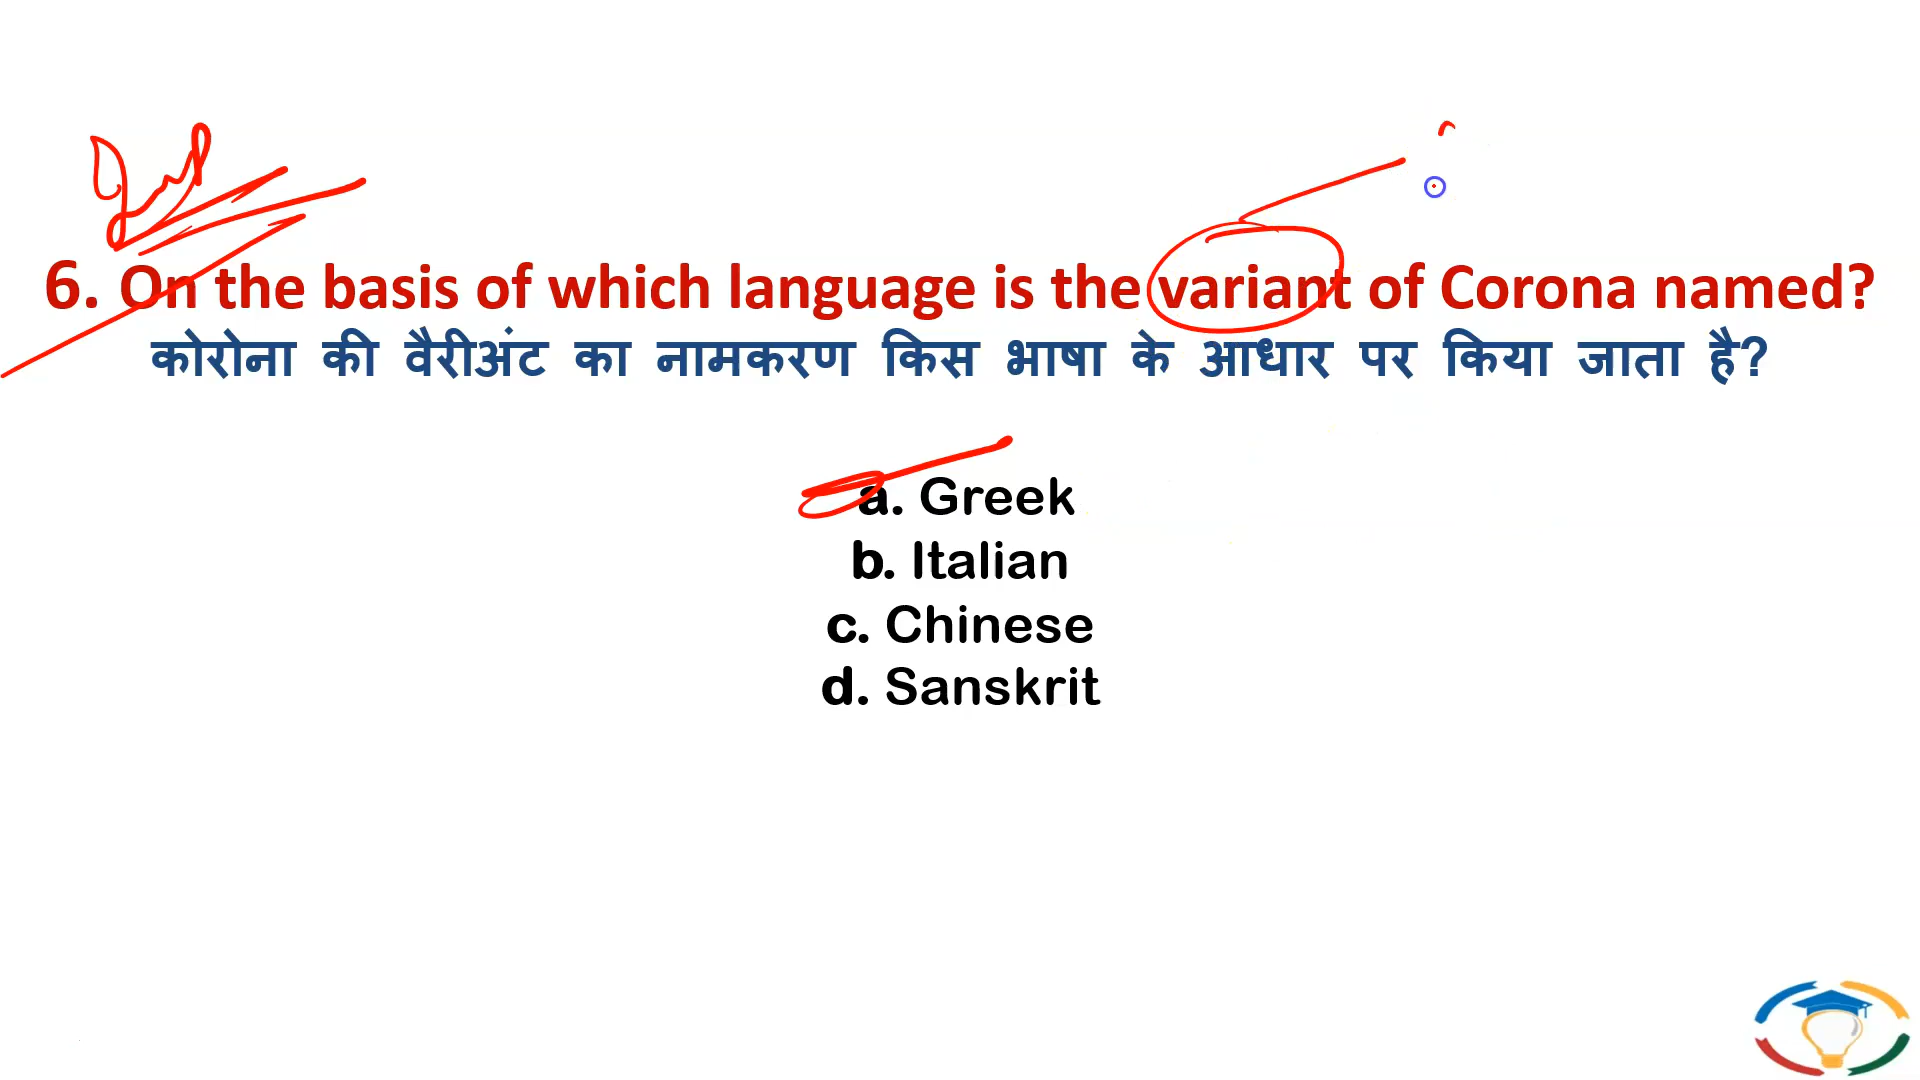 6. On the basis of which language is the variant of Corona named?
कोरोना की वैरीअंट का नामकरण किस भाषा के आधार पर किया जाता है?
a. Greek
b. Italian
c. Chinese
d. Sanskrit